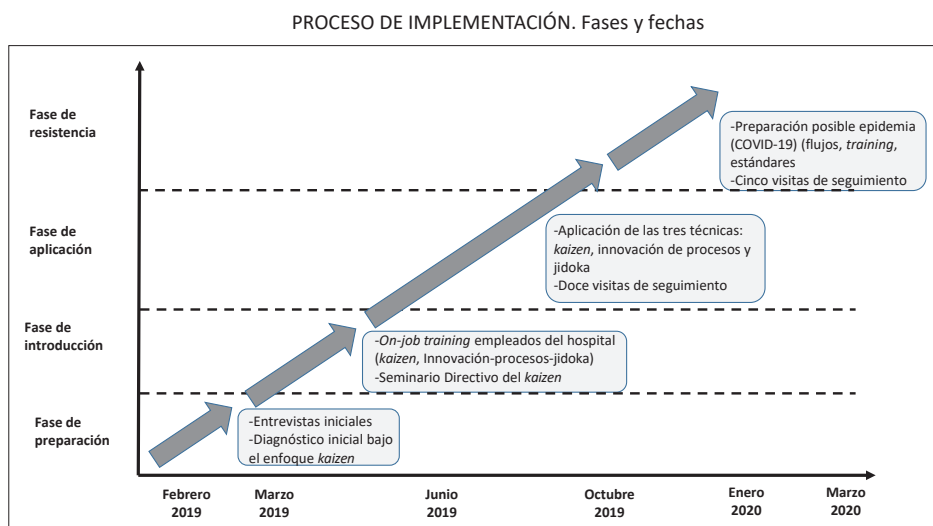 PROCESO DE IMPLEMENTACIÓN. Fases y fechas
Fase de
resistencia
-Preparación posible epidemia
(COVID-19) (flujos, training,
estándares
-Cinco visitas de seguimiento
Fase de
aplicación
-Aplicación de las tres técnicas:
kaizen, innovación de procesos y
jidoka
-Doce visitas de seguimiento
Fase de
introducción
-On-job training empleados del hospital
(kaizen, Innovación-procesos-jidoka)
-Seminario Directivo del kaizen
Fase de
preparación
-Entrevistas iniciales
-Diagnóstico inicial bajo
el enfoque kaizen
Febrero
2019
Marzo
2019
Junio
2019
Octubre
2019
Enero
2020
Marzo
2020